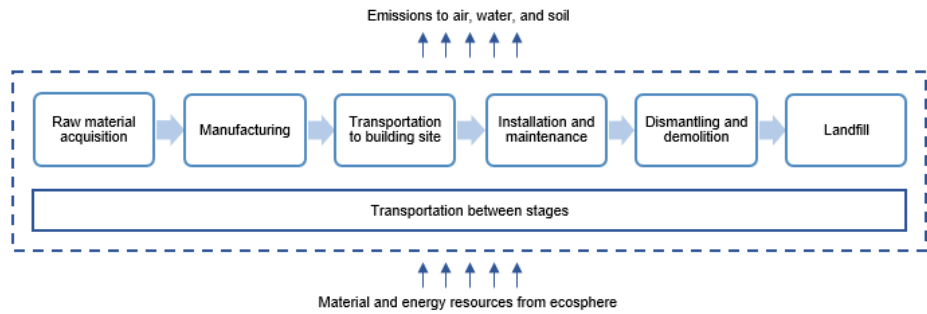 Emissions to air, water, and soil
Raw material
acquisition
Manufacturing
Transportation
to building site
Installation and
maintenance
Dismantling and
demolition
Landfill
Transportation between stages
Material and energy resources from ecosphere